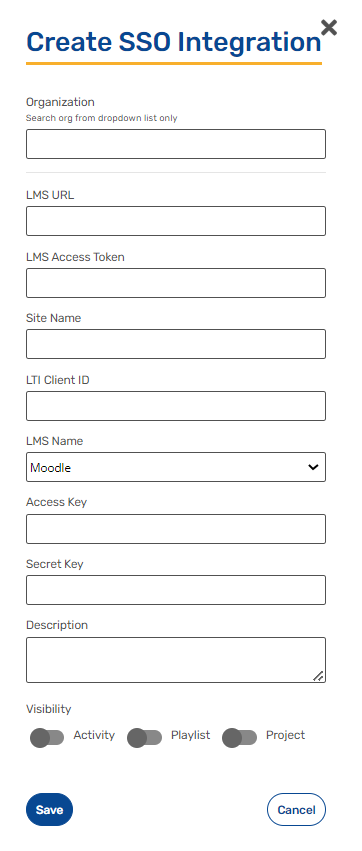 Create SSO Integration
Organization
Search org from dropdown list only
LMS URL
LMS Access Token
Site Name
LTI Client ID
LMS Name
Moodle
Access Key
Secret Key
Description
Visibility
Activity Playlist Project
Save Cancel